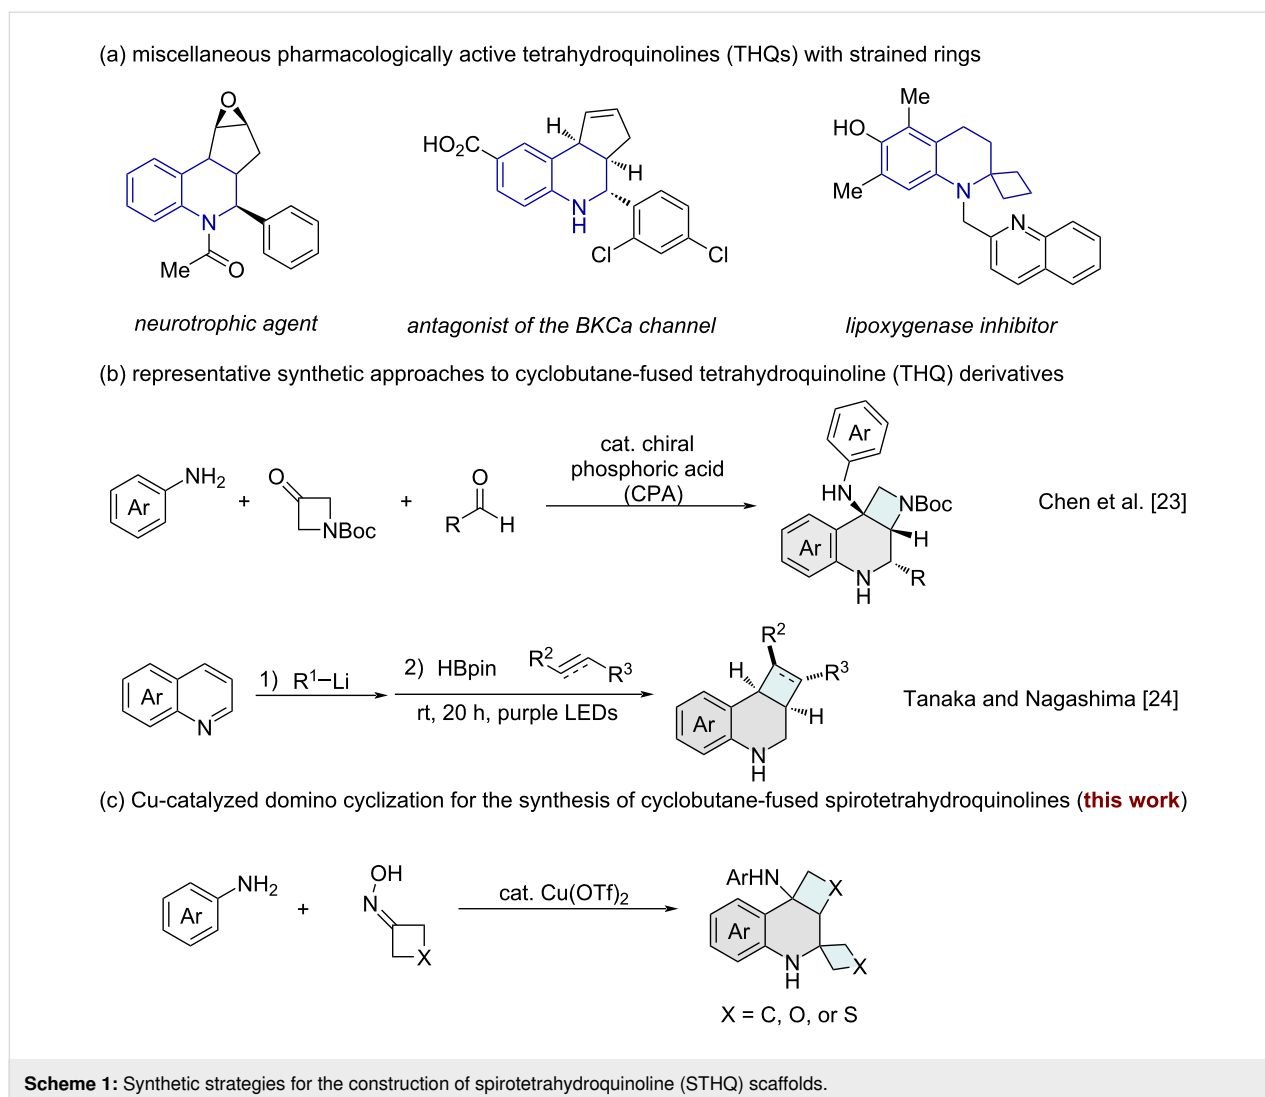 (a) miscellaneous pharmacologically active tetrahydroquinolines (THQs) with strained rings
O
N
Me
O
neurotrophic agent
HO₂C
H
H
N
H
Cl
Cl
antagonist of the BKCa channel
Me
HO
Me
N
N
lipoxygenase inhibitor
(b) representative synthetic approaches to cyclobutane-fused tetrahydroquinoline (THQ) derivatives
Ar
NH₂
+
O
NBoc
+
O
R
H
cat. chiral
phosphoric acid
(CPA)
Ar
HN
NBoc
H
Ar
N
H
R
Chen et al. [23]
Ar
N
1) R¹–Li
2) HBpin
R²
R³
rt, 20 h, purple LEDs
R²
H
R³
H
Ar
N
H
Tanaka and Nagashima [24]
(c) Cu-catalyzed domino cyclization for the synthesis of cyclobutane-fused spirotetrahydroquinolines (this work)
Ar
NH₂
+
OH
N
X
cat. Cu(OTf)₂
ArHN
X
Ar
N
H
X
X = C, O, or S
Scheme 1: Synthetic strategies for the construction of spirotetrahydroquinoline (STHQ) scaffolds.